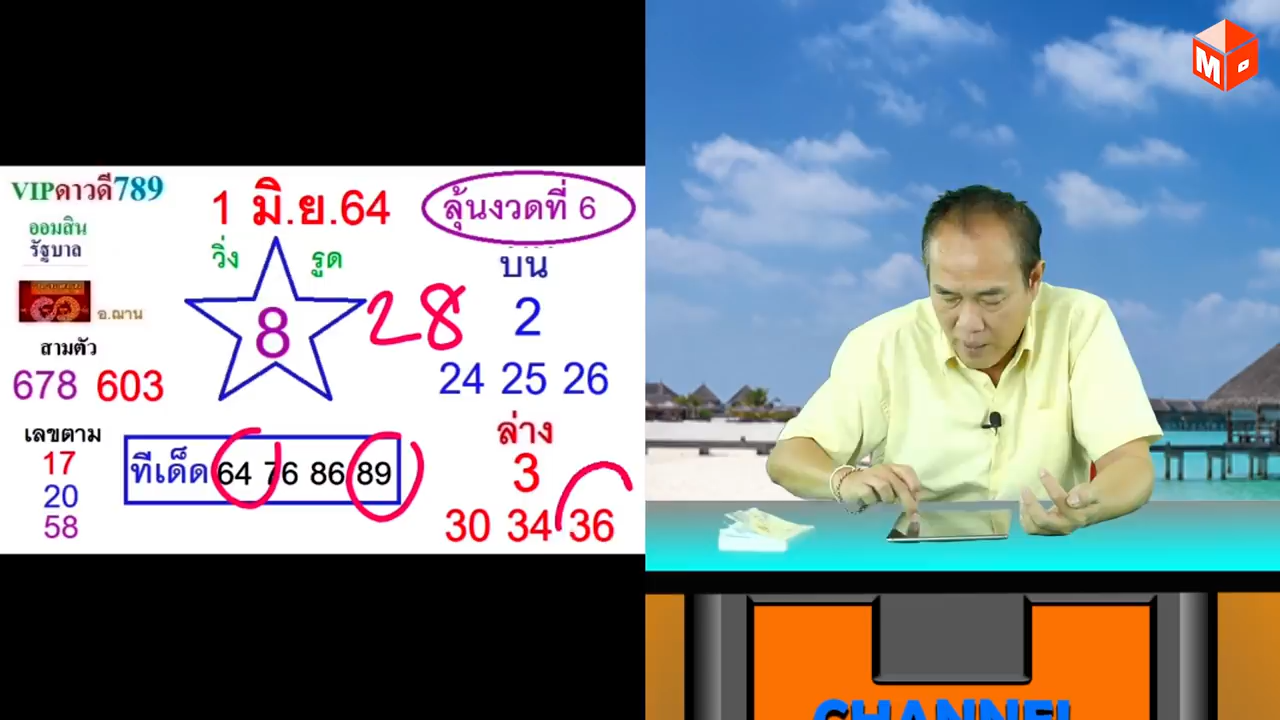 VIPดาวดี789
1 มิ.ย.64
ลุ้นงวดที่ 6
ออมสิน
รัฐบาล
วิ่ง
รูด
บน
8
28
2
อ.ฌาน
สามตัว
678 603
24 25 26
เลขตาม
17
20
58
ทีเด็ด 64 76 86 89
ล่าง
3
30 34 36
M
CHANNEL